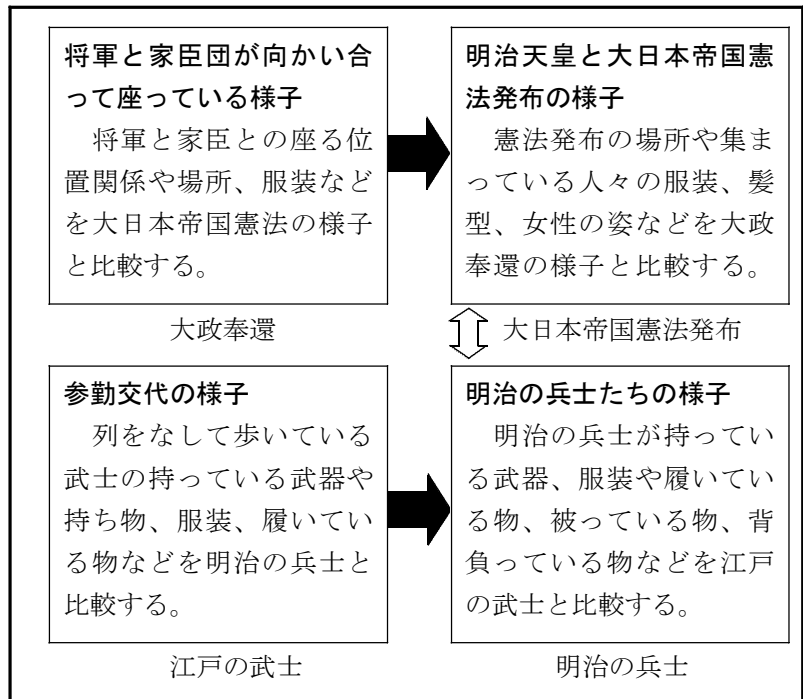 将軍と家臣団が向かい合
って座っている様子
　将軍と家臣との座る位
置関係や場所、服装など
を大日本帝国憲法の様子
と比較する。
大政奉還
明治天皇と大日本帝国憲
法発布の様子
　憲法発布の場所や集ま
っている人々の服装、髪
型、女性の姿などを大政
奉還の様子と比較する。
大日本帝国憲法発布
参勤交代の様子
　列をなして歩いている
武士の持っている武器や
持ち物、服装、履いてい
る物などを明治の兵士と
比較する。
江戸の武士
明治の兵士たちの様子
　明治の兵士が持ってい
る武器、服装や履いてい
る物、被っている物、背
負っている物などを江戸
の武士と比較する。
明治の兵士